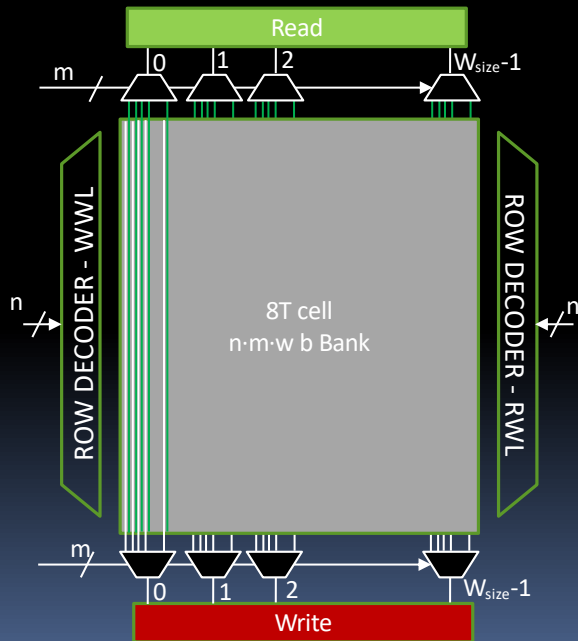 Read
m
0
1
2
Wsize-1
ROW DECODER - WWL
ROW DECODER - RWL
n
n
8T cell
n·m·w b Bank
m
0
1
2
Wsize-1
Write